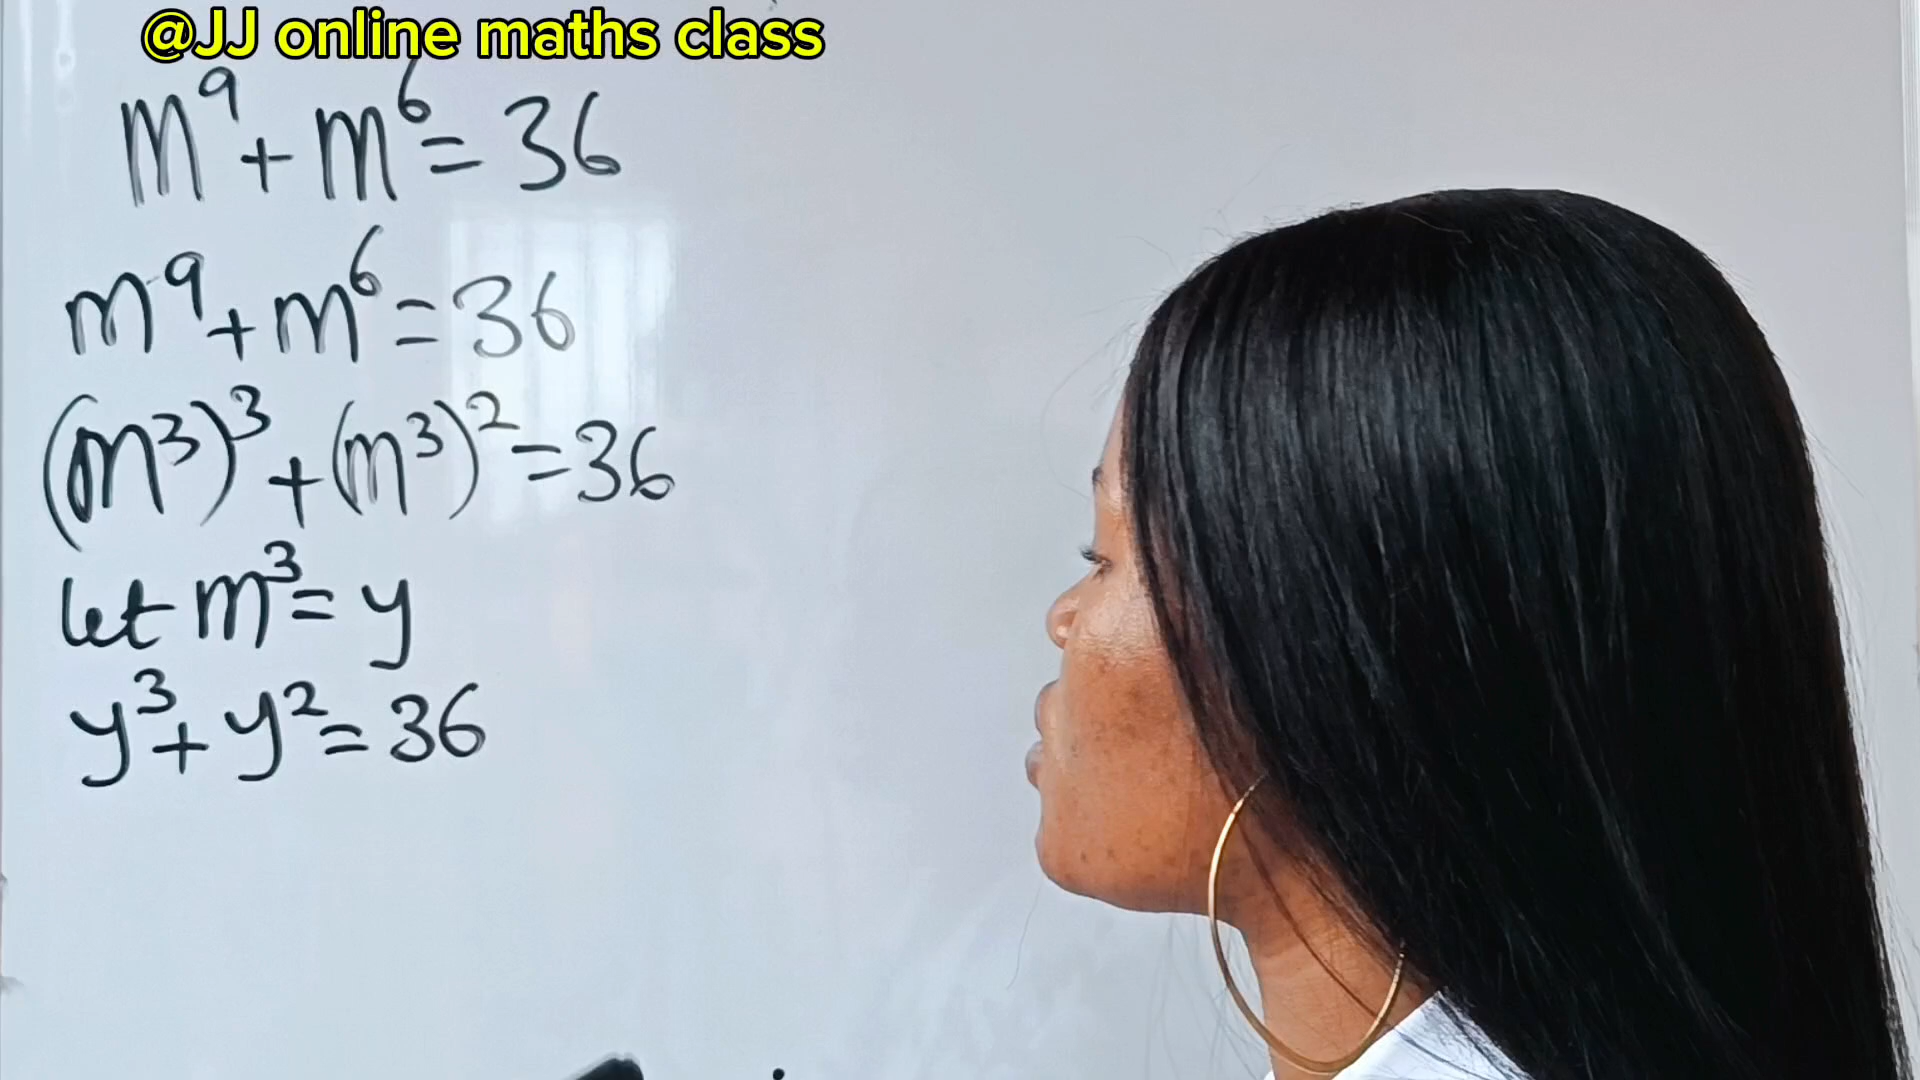 @JJ online maths class
m⁹+m⁶=36
m⁹+m⁶=36
(m³)³+(m³)²=36
let m³=y
y³+y²=36